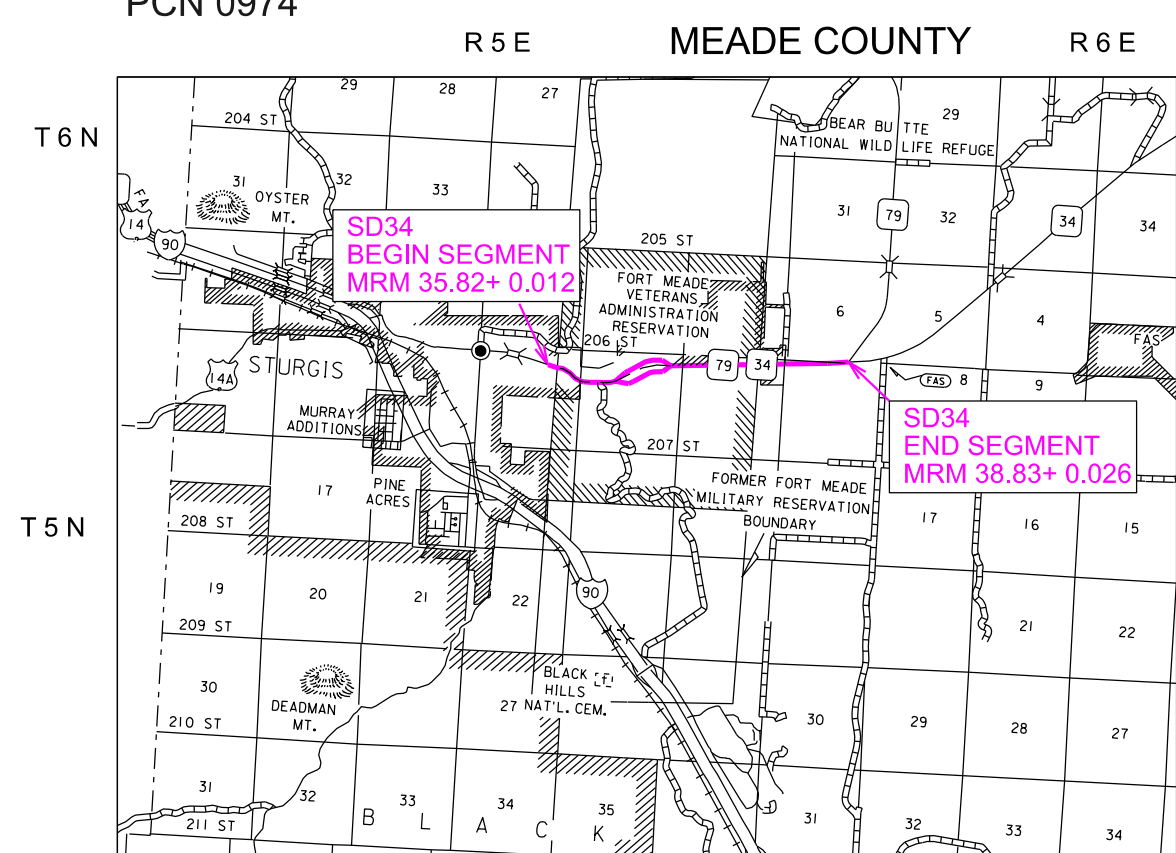 PCN 0974
R 5 E
MEADE COUNTY
R 6 E
T 6 N
29
28
27
29
204 ST
BEAR BUTTE
NATIONAL WILD LIFE REFUGE
31
32
33
OYSTER
MT.
31
79
32
34
34
FA
14
90
SD34
BEGIN SEGMENT
MRM 35.82+ 0.012
205 ST
FORT MEADE
VETERANS
ADMINISTRATION
RESERVATION
206 ST
6
5
4
FAS
STURGIS
14A
79
34
FAS
8
9
MURRAY
ADDITIONS
SD34
END SEGMENT
MRM 38.83+ 0.026
207 ST
17
PINE
ACRES
FORMER FORT MEADE
MILITARY RESERVATION
BOUNDARY
T 5 N
208 ST
17
16
15
19
20
21
22
90
21
22
209 ST
30
BLACK
HILLS
27 NAT'L. CEM.
DEADMAN
MT.
210 ST
30
29
28
27
31
32
33
34
35
31
32
33
34
B L A C K
211 ST